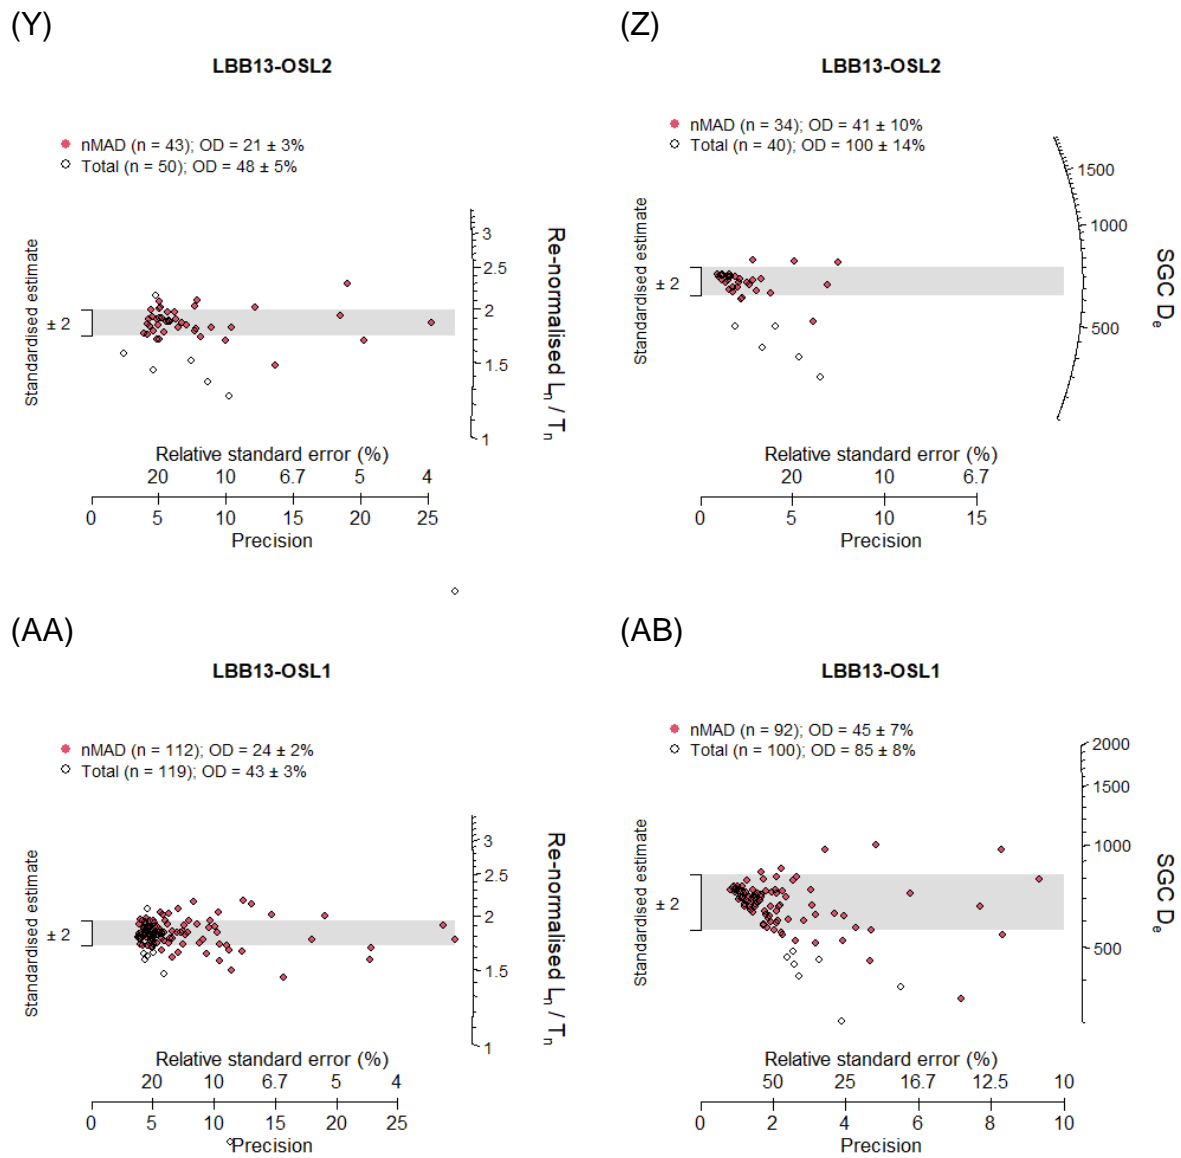 (Y)
LBB13-OSL2
nMAD (n = 43); OD = 21 ± 3%
Total (n = 50); OD = 48 ± 5%
Standardised estimate
± 2
3
2.5
2
1.5
1
Re-normalised Ln / Tn
Relative standard error (%)
20 10 6.7 5 4
0 5 10 15 20 25
Precision
(Z)
LBB13-OSL2
nMAD (n = 34); OD = 41 ± 10%
Total (n = 40); OD = 100 ± 14%
Standardised estimate
± 2
1500
1000
500
SGC De
Relative standard error (%)
20 10 6.7
0 5 10 15
Precision
(AA)
LBB13-OSL1
nMAD (n = 112); OD = 24 ± 2%
Total (n = 119); OD = 43 ± 3%
Standardised estimate
± 2
3
2.5
2
1.5
1
Re-normalised Ln / Tn
Relative standard error (%)
20 10 6.7 5 4
0 5 10 15 20 25
Precision
(AB)
LBB13-OSL1
nMAD (n = 92); OD = 45 ± 7%
Total (n = 100); OD = 85 ± 8%
Standardised estimate
± 2
2000
1500
1000
500
SGC De
Relative standard error (%)
50 25 16.7 12.5 10
0 2 4 6 8 10
Precision